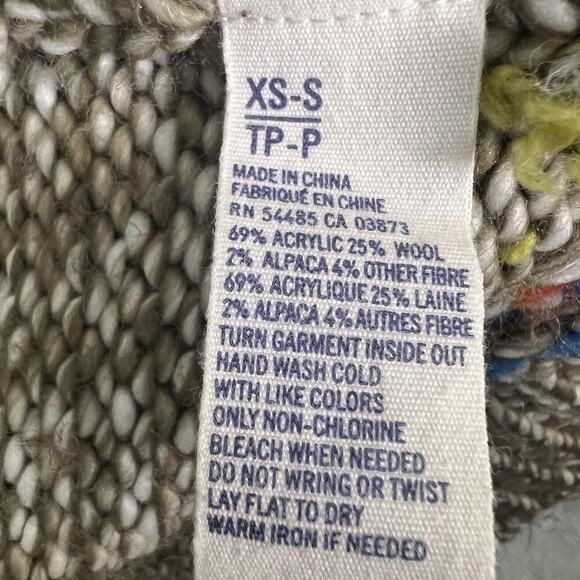 XS-S
TP-P
MADE IN CHINA
FABRIQUÉ EN CHINE
RN 54485 CA 03873
69% ACRYLIC 25% WOOL
2% ALPACA 4% OTHER FIBRE
69% ACRYLIQUE 25% LAINE
2% ALPACA 4% AUTRES FIBRE
TURN GARMENT INSIDE OUT
HAND WASH COLD
WITH LIKE COLORS
ONLY NON-CHLORINE
BLEACH WHEN NEEDED
DO NOT WRING OR TWIST
LAY FLAT TO DRY
WARM IRON IF NEEDED